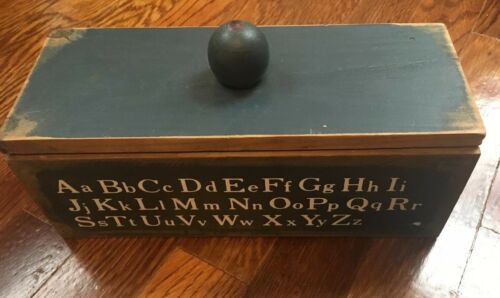 Aa Bb Cc Dd Ee Ff Gg Hh Ii
Jj Kk Ll Mm Nn Oo Pp Qq Rr
Ss Tt Uu Vv Ww Xx Yy Zz